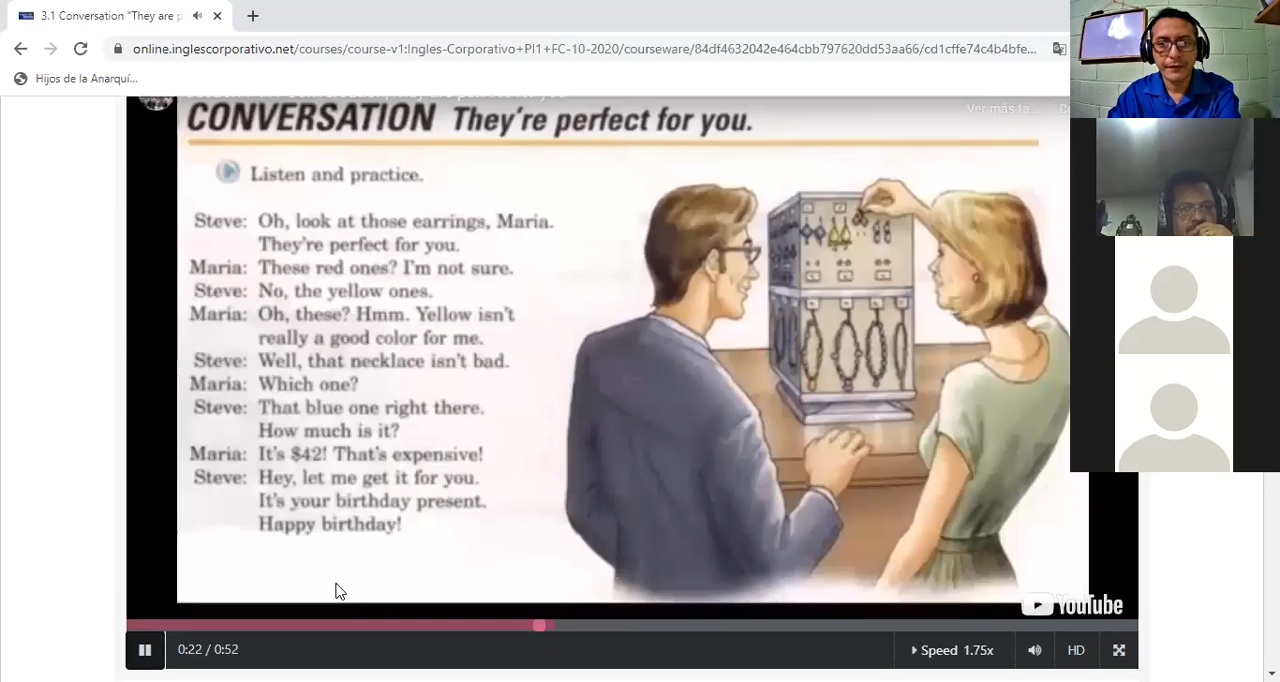 3.1 Conversation "They are p
online.inglescorporativo.net/courses/course-v1:Ingles-Corporativo+PI1+FC-10-2020/courseware/84df4632042e464cbb797620dd53aa66/cd1cffe74c4b4bfe...
Hijos de la Anarquí...
Ver más ta
CONVERSATION They're perfect for you.
Listen and practice.
Steve: Oh, look at those earrings, Maria.
They're perfect for you.
Maria: These red ones? I'm not sure.
Steve: No, the yellow ones.
Maria: Oh, these? Hmm. Yellow isn't
really a good color for me.
Steve: Well, that necklace isn't bad.
Maria: Which one?
Steve: That blue one right there.
How much is it?
Maria: It's $42! That's expensive!
Steve: Hey, let me get it for you.
It's your birthday present.
Happy birthday!
YouTube
0:22 / 0:52
Speed 1.75x
HD